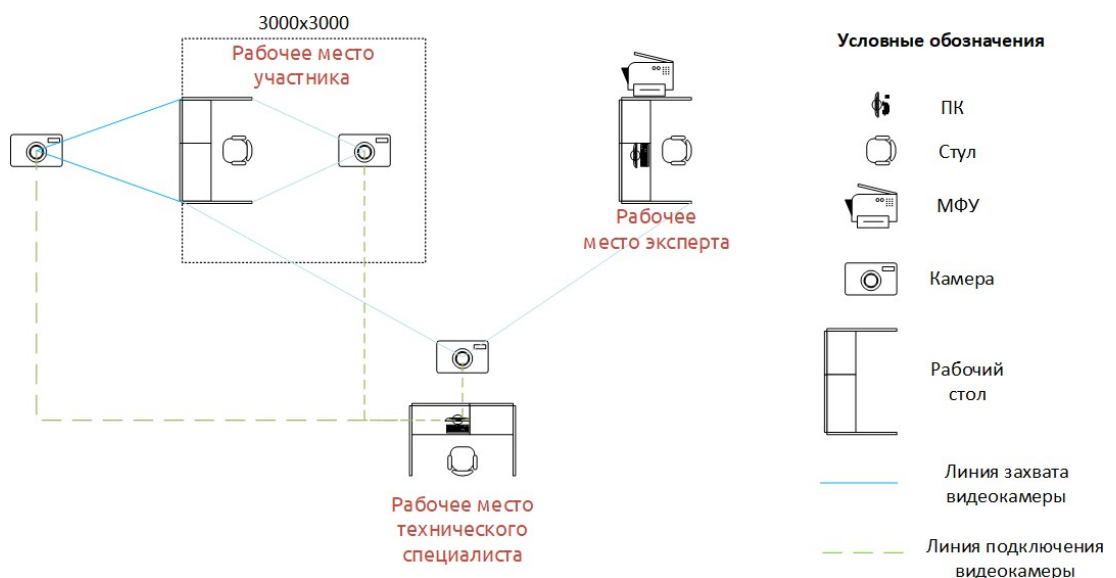 3000x3000
Рабочее место
участника
Рабочее
место эксперта
Рабочее место
технического
специалиста
Условные обозначения
ПК
Стул
МФУ
Камера
Рабочий
стол
Линия захвата
видеокамеры
Линия подключения
видеокамеры